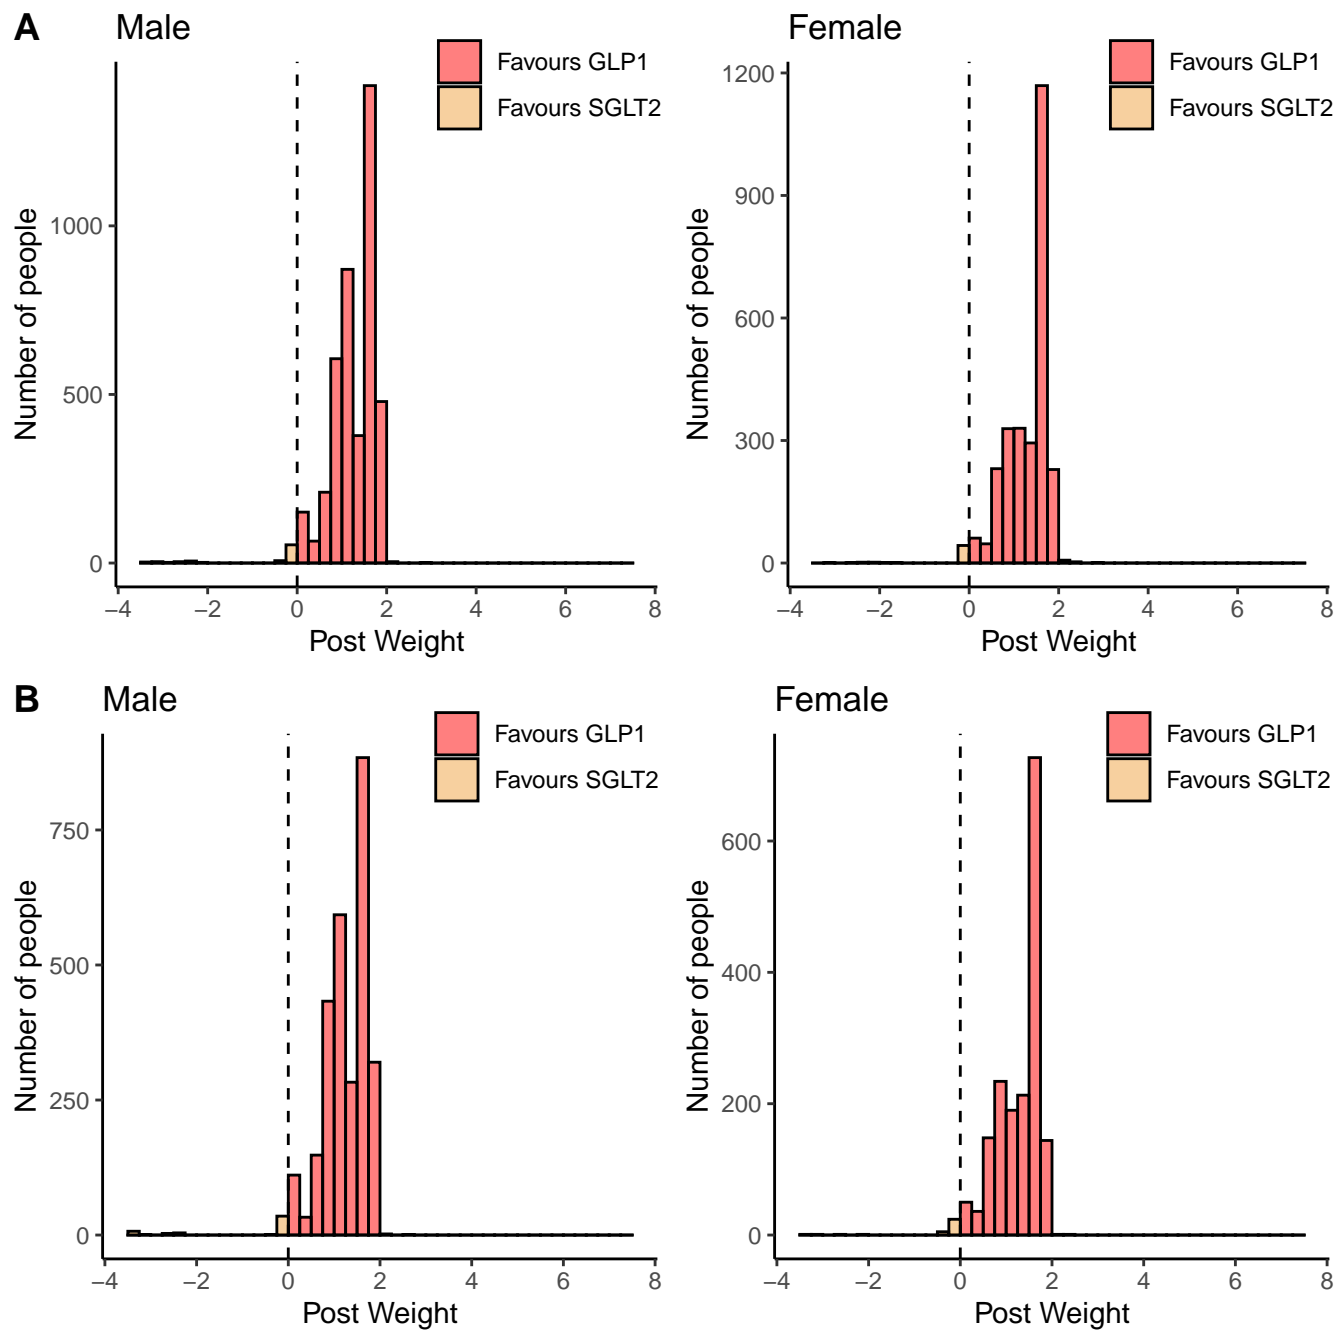 A
Male
Favours GLP1
Favours SGLT2
Number of people
1000
500
0
−4 −2 0 2 4 6 8
Post Weight
Female
Favours GLP1
Favours SGLT2
Number of people
1200
900
600
300
0
−4 −2 0 2 4 6 8
Post Weight
B
Male
Favours GLP1
Favours SGLT2
Number of people
750
500
250
0
−4 −2 0 2 4 6 8
Post Weight
Female
Favours GLP1
Favours SGLT2
Number of people
600
400
200
0
−4 −2 0 2 4 6 8
Post Weight